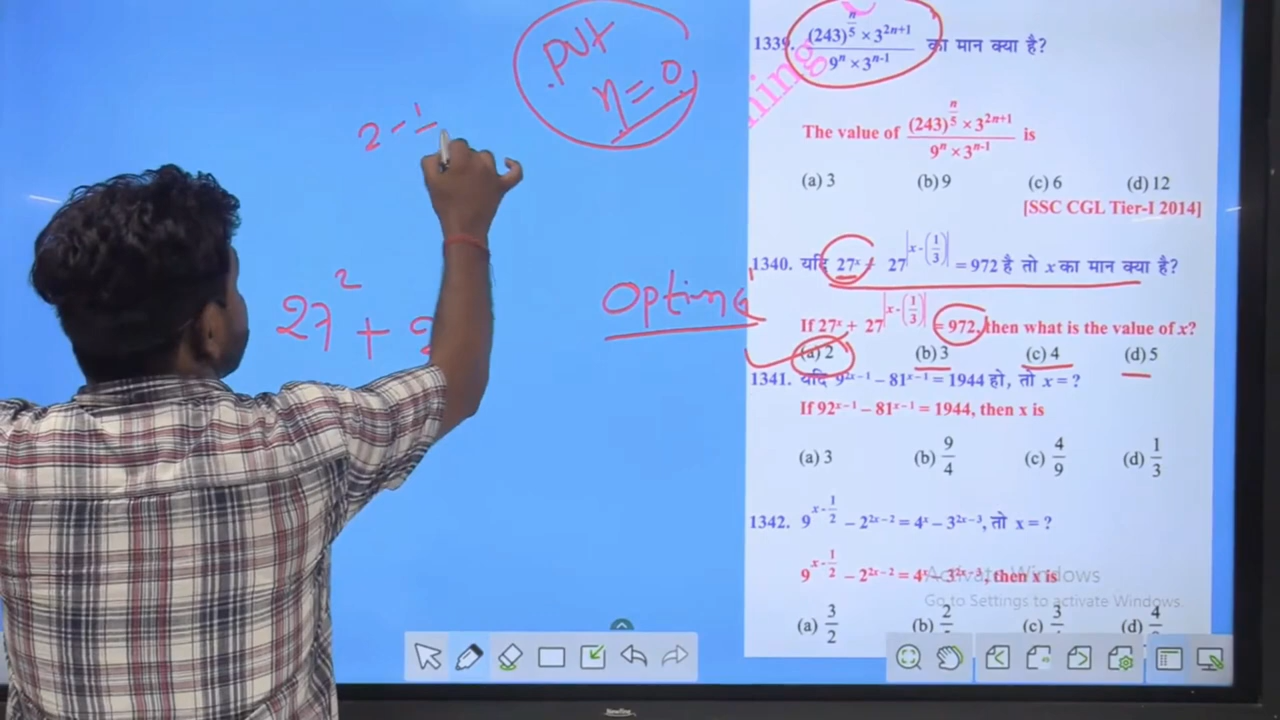 put
n = 0
2 - 1
27² + 2
Option
1339. (243)^(n/5) × 3^(2n+1) / 9^n × 3^(n-1) का मान क्या है?
The value of (243)^(n/5) × 3^(2n+1) / 9^n × 3^(n-1) is
(a) 3 (b) 9 (c) 6 (d) 12
[SSC CGL Tier-I 2014]
1340. यदि 27^x + 27^[x-(1/3)] = 972 है तो x का मान क्या है?
If 27^x + 27^[x-(1/3)] = 972, then what is the value of x?
(a) 2 (b) 3 (c) 4 (d) 5
1341. यदि 9^(2x-1) – 81^(x-1) = 1944 हो, तो x = ?
If 92^(x-1) – 81^(x-1) = 1944, then x is
(a) 3 (b) 9/4 (c) 4/9 (d) 1/3
1342. 9^(x-1/2) – 2^(2x-2) = 4^x – 3^(2x-3), तो x = ?
9^(x-1/2) – 2^(2x-2) = 4^x – 3^(2x-3), then x is
(a) 3/2 (b) 2 (c) 3 (d) 4
Activate Windows
Go to Settings to activate Windows.